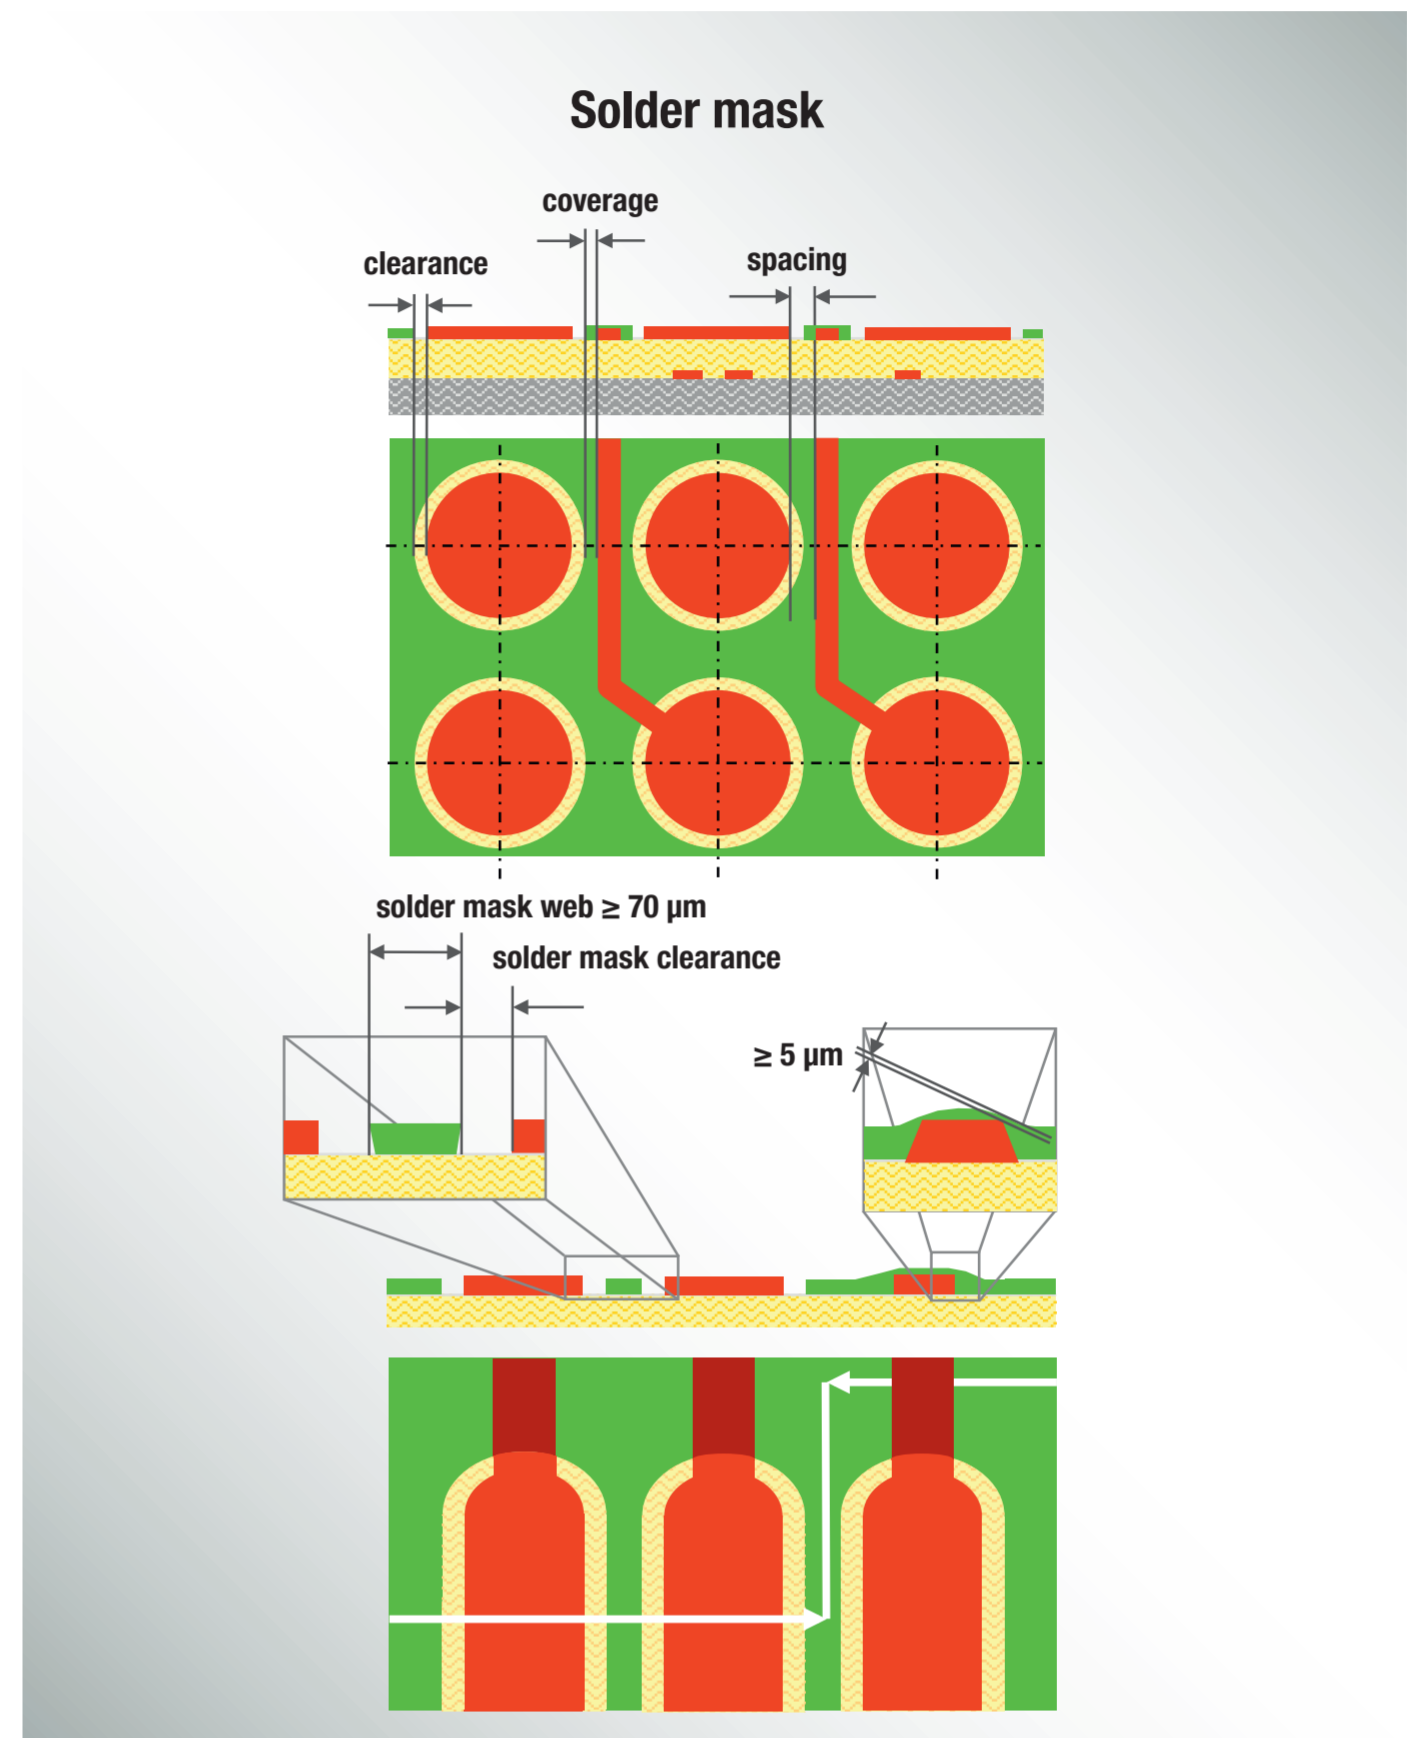 Solder mask
coverage
clearance
spacing
solder mask web ≥ 70 µm
solder mask clearance
≥ 5 µm